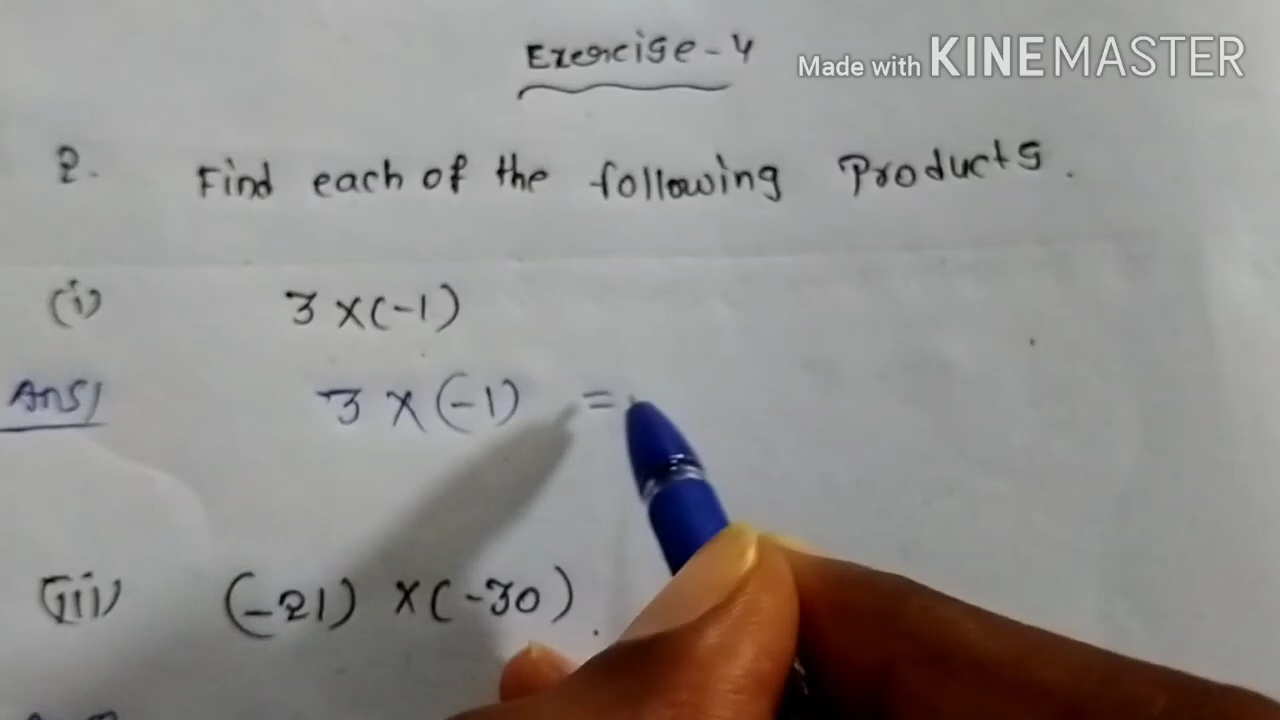 Exercise - 4
Made with KINEMASTER
2. Find each of the following Products.
(i) 3 x (-1)
Ans) 3 x (-1) =
(iii) (-21) x (-30).